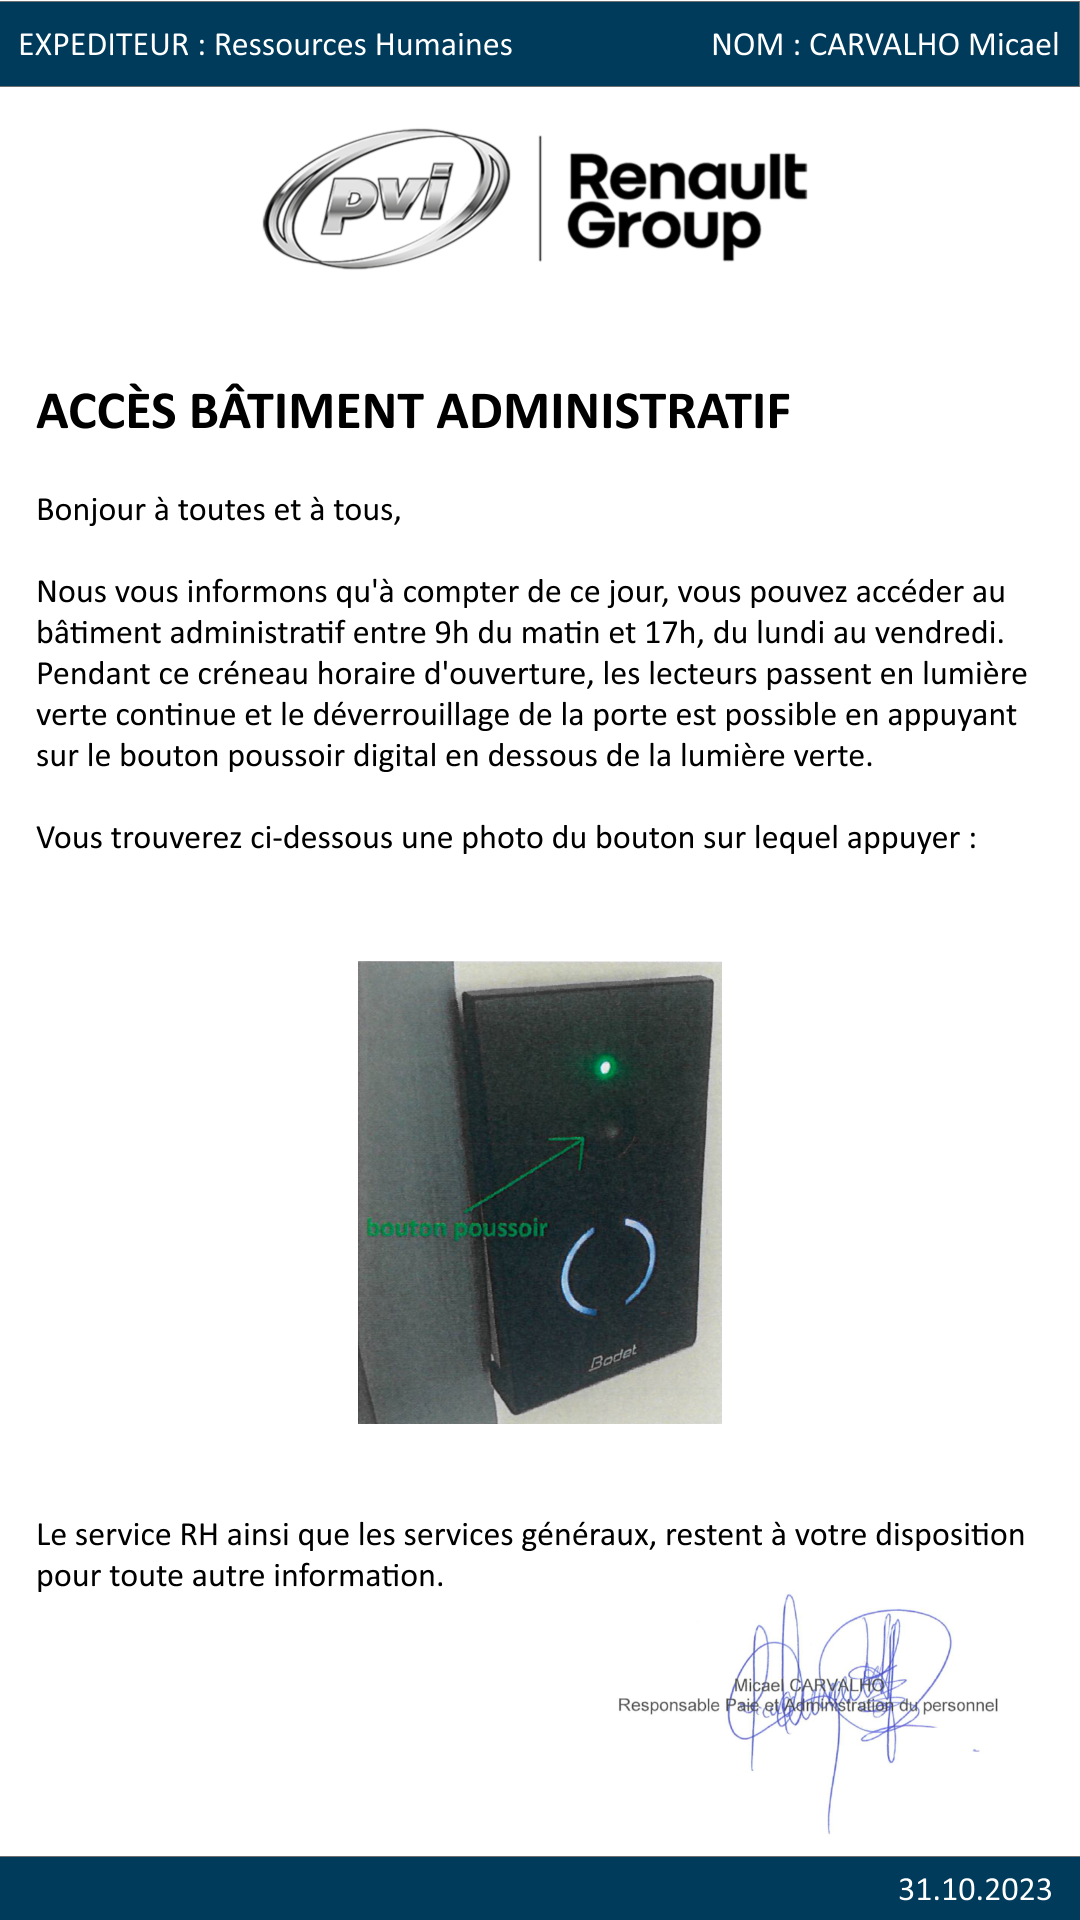 EXPEDITEUR : Ressources Humaines
NOM : CARVALHO Micael
pvi
Renault
Group
ACCÈS BÂTIMENT ADMINISTRATIF
Bonjour à toutes et à tous,
Nous vous informons qu'à compter de ce jour, vous pouvez accéder au
bâtiment administratif entre 9h du matin et 17h, du lundi au vendredi.
Pendant ce créneau horaire d'ouverture, les lecteurs passent en lumière
verte continue et le déverrouillage de la porte est possible en appuyant
sur le bouton poussoir digital en dessous de la lumière verte.
Vous trouverez ci-dessous une photo du bouton sur lequel appuyer :
bouton poussoir
Bodet
Le service RH ainsi que les services généraux, restent à votre disposition
pour toute autre information.
Micael CARVALHO
Responsable Paie et Administration du personnel
31.10.2023